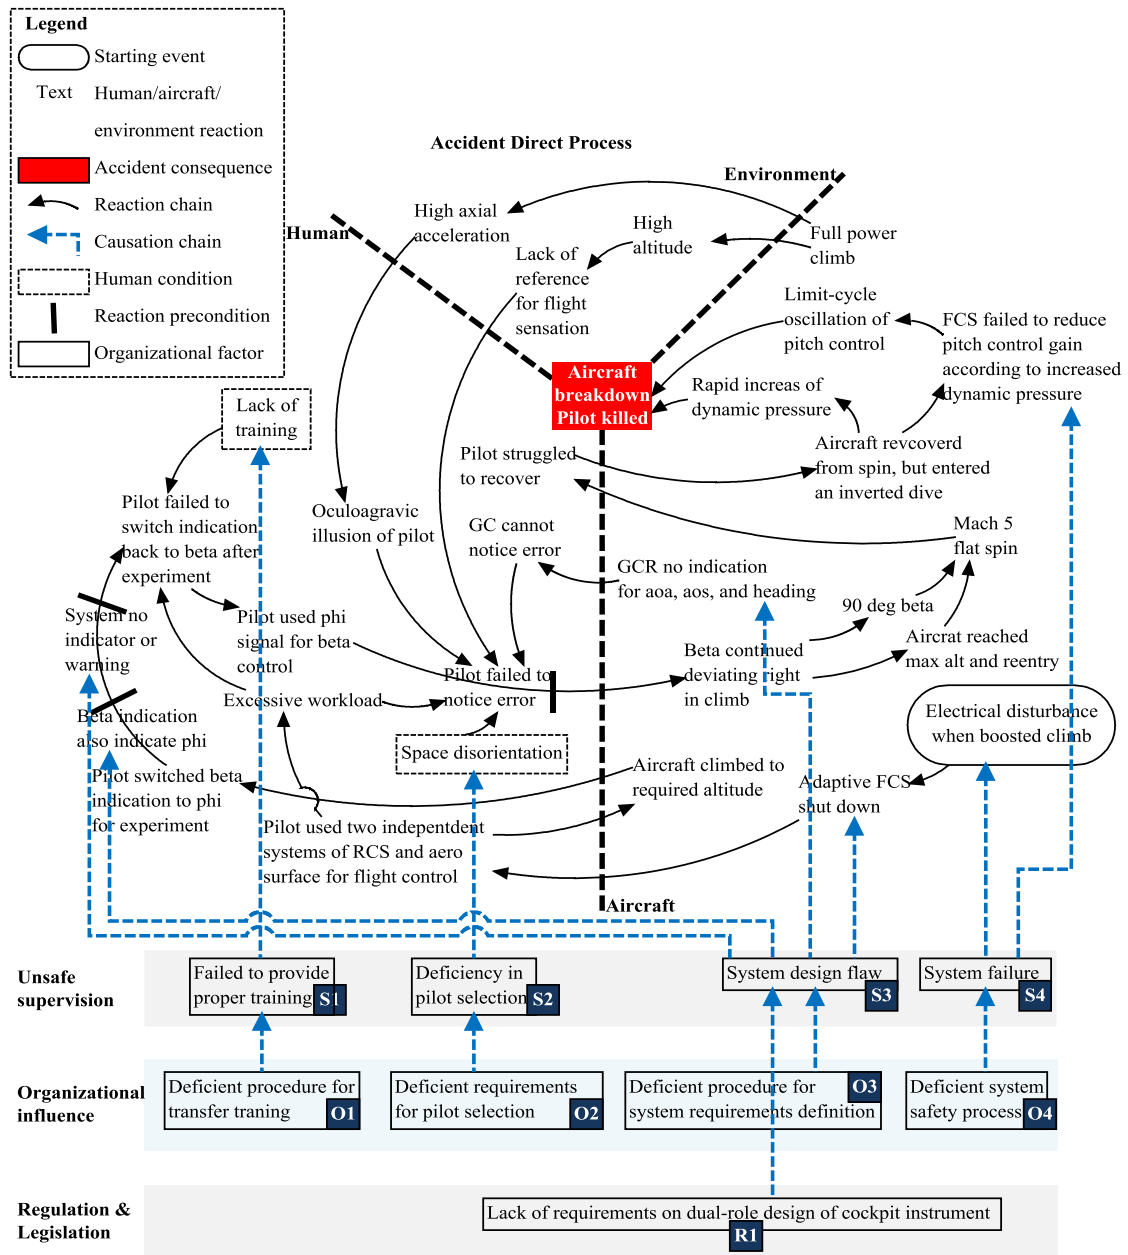 Legend
Starting event
Text
Human/aircraft/
environment reaction
Accident consequence
Reaction chain
Causation chain
Human condition
Reaction precondition
Organizational factor
Accident Direct Process
Environment
Human
High axial
acceleration
High
altitude
Full power
climb
Lack of
reference
for flight
sensation
Limit-cycle
oscillation of
pitch control
FCS failed to reduce
pitch control gain
according to increased
dynamic pressure
Aircraft
breakdown
Pilot killed
Rapid increas of
dynamic pressure
Lack of
training
Pilot struggled
to recover
Aircraft revcoverd
from spin, but entered
an inverted dive
Pilot failed to
switch indication
back to beta after
experiment
Oculoagravic
illusion of pilot
GC cannot
notice error
Mach 5
flat spin
GCR no indication
for aoa, aos, and heading
System no
indicator or
warning
Pilot used phi
signal for beta
control
90 deg beta
Aircrat reached
max alt and reentry
Beta continued
deviating right
in climb
Pilot failed to
notice error
Excessive workload
Beta indication
also indicate phi
Space disorientation
Electrical disturbance
when boosted climb
Pilot switched beta
indication to phi
for experiment
Aircraft climbed to
required altitude
Adaptive FCS
shut down
Pilot used two independent
systems of RCS and aero
surface for flight control
Aircraft
Unsafe
supervision
Failed to provide
proper training
S1
Deficiency in
pilot selection
S2
System design flaw
S3
System failure
S4
Organizational
influence
Deficient procedure for
transfer traning
O1
Deficient requirements
for pilot selection
O2
Deficient procedure for
system requirements definition
O3
Deficient system
safety process
O4
Regulation &
Legislation
Lack of requirements on dual-role design of cockpit instrument
R1